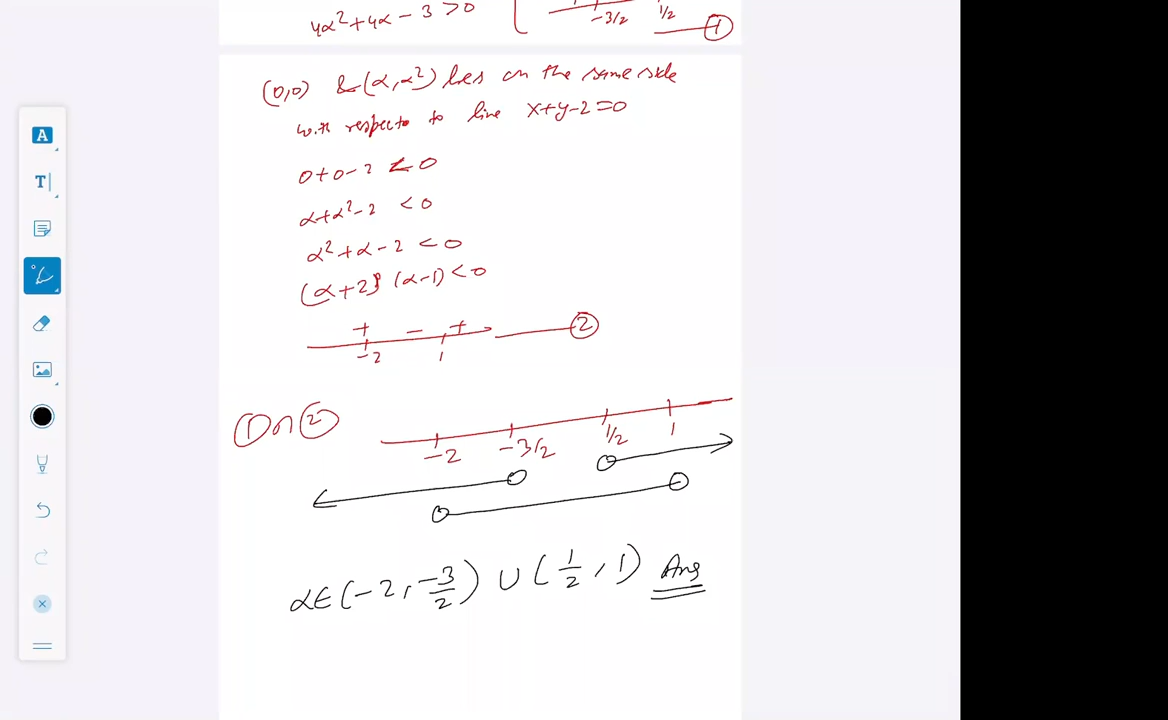 4α²+4α-3>0
-3/2 1/2 ①
(0,0) & (α,α²) lies on the same side
with respecto to line x+y-2=0
0+0-2 < 0
α+α²-2 < 0
α²+α-2 < 0
(α+2) (α-1) < 0
+ - +
-2 1 ②
① ∩ ②
-2 -3/2 1/2 1
α∈(-2, -3/2) ∪ (1/2, 1) Ans
A
T|